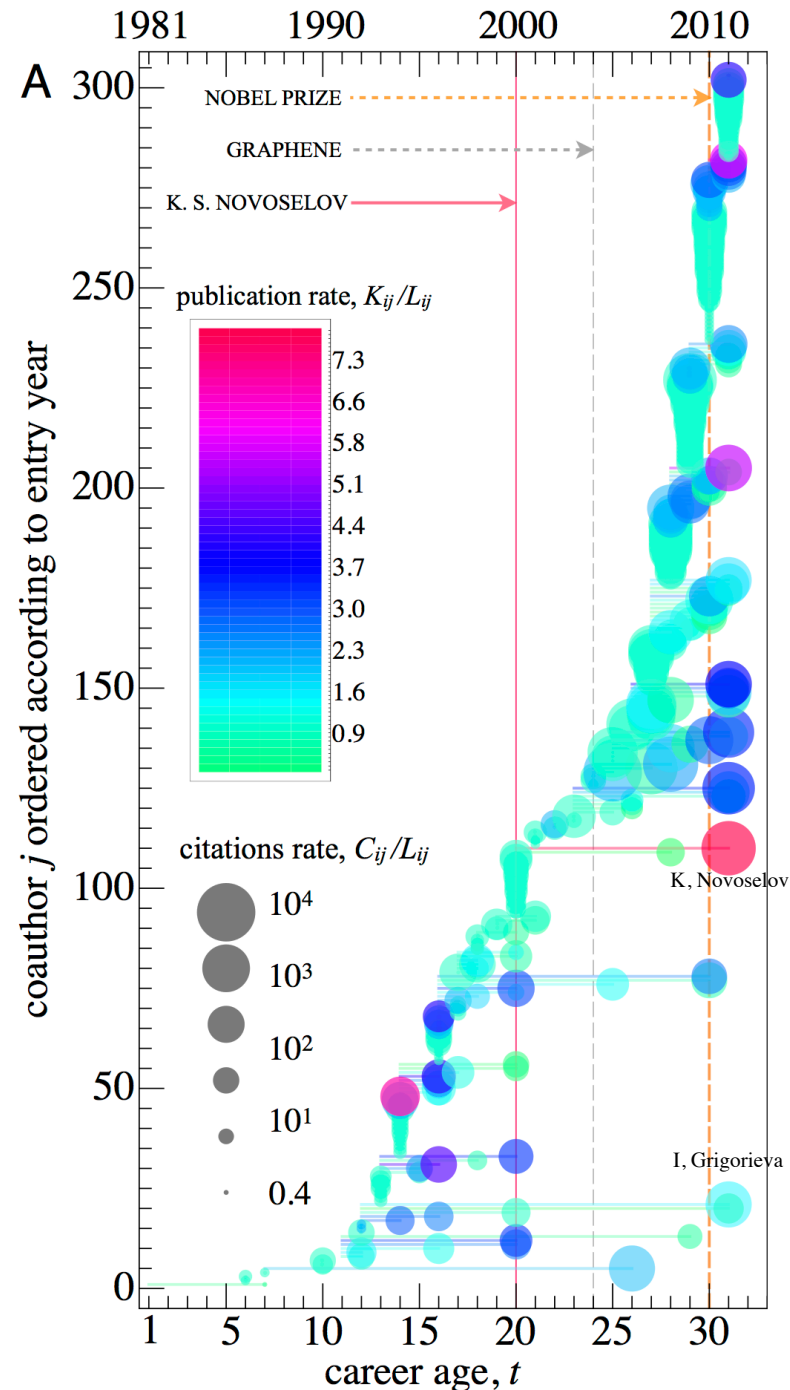 1981 1990 2000 2010
A
300
NOBEL PRIZE
GRAPHENE
K. S. NOVOSELOV
250
publication rate, Kij/Lij
7.3
6.6
5.8
5.1
4.4
3.7
3.0
2.3
1.6
0.9
200
150
coauthor j ordered according to entry year
citations rate, Cij/Lij
10⁴
10³
10²
10¹
0.4
100
K, Novoselov
50
I, Grigorieva
0
1 5 10 15 20 25 30
career age, t